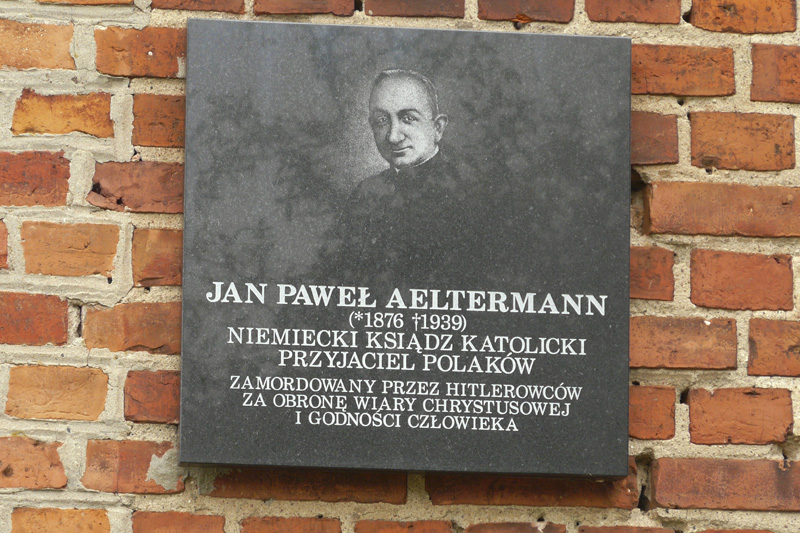 JAN PAWEŁ AELTERMANN
(*1876 †1939)
NIEMIECKI KSIĄDZ KATOLICKI
PRZYJACIEL POLAKÓW
ZAMORDOWANY PRZEZ HITLEROWCÓW
ZA OBRONĘ WIARY CHRYSTUSOWEJ
I GODNOŚCI CZŁOWIEKA